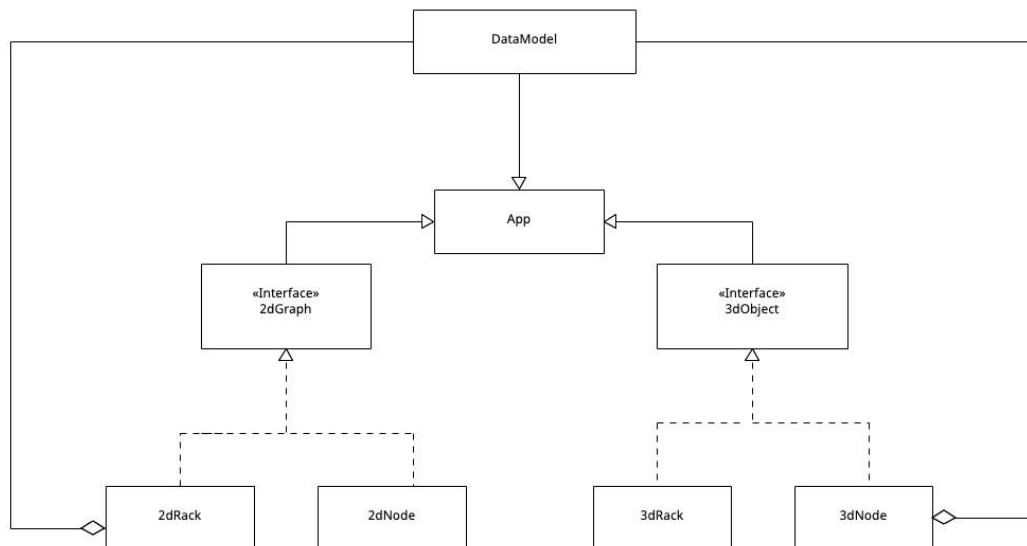 DataModel
App
«Interface»
2dGraph
«Interface»
3dObject
2dRack
2dNode
3dRack
3dNode